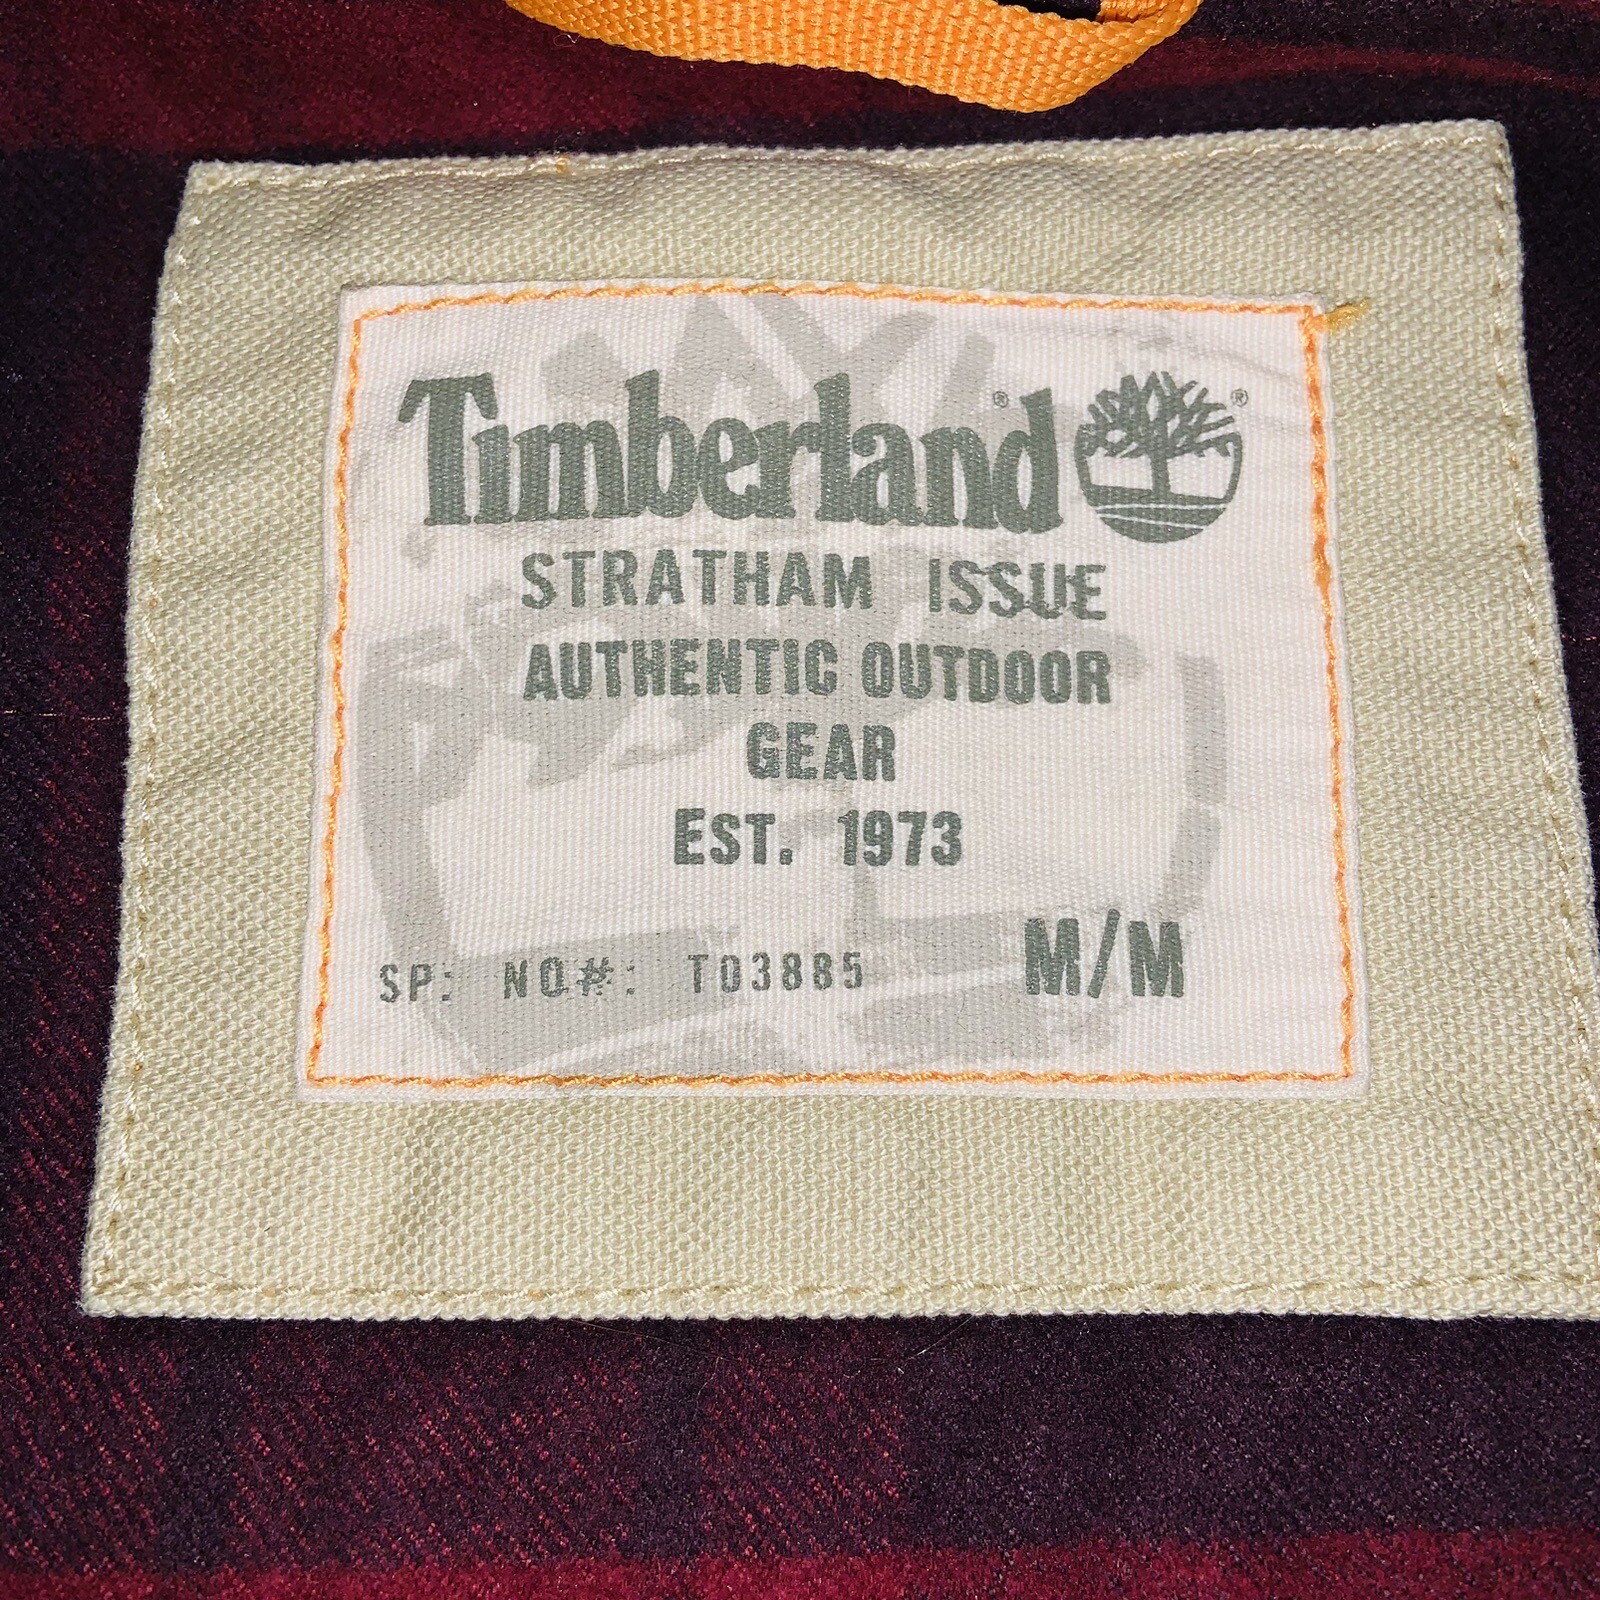 Timberland® ®
STRATHAM ISSUE
AUTHENTIC OUTDOOR
GEAR
EST. 1973
SP: NO#: T03885 M/M